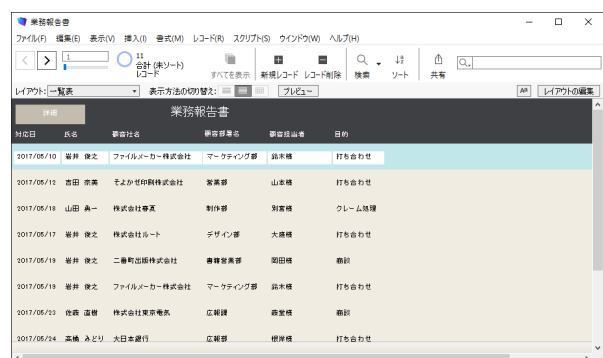 業務報告書
ファイル(F) 編集(E) 表示(V) 挿入(I) 書式(M) レコード(R) スクリプト(S) ウインドウ(W) ヘルプ(H)
1
11
合計 (未ソート)
レコード
すべてを表示 新規レコード レコード削除 検索 ソート 共有
レイアウト: 一覧表 表示方法の切り替え: プレビュー Aa レイアウトの編集
詳細 業務報告書
対応日 氏名 顧客社名 顧客部署名 顧客担当者 目的
2017/05/10 岩井 俊之 ファイルメーカー株式会社 マーケティング部 鈴木様 打ち合わせ
2017/05/12 吉田 奈美 そよかぜ印刷株式会社 営業部 山本様 打ち合わせ
2017/05/18 山田 真一 株式会社春夏 制作部 別宮様 クレーム処理
2017/05/17 岩井 俊之 株式会社ルート デザイン部 大庭様 打ち合わせ
2017/05/19 岩井 俊之 二番町出版株式会社 書籍営業部 岡田様 商談
2017/05/19 岩井 俊之 ファイルメーカー株式会社 マーケティング部 鈴木様 打ち合わせ
2017/05/23 佐薙 直樹 株式会社東京電気 広報課 商談
2017/05/24 高橋 みどり 大日本銀行 広報部 根岸様 打ち合わせ